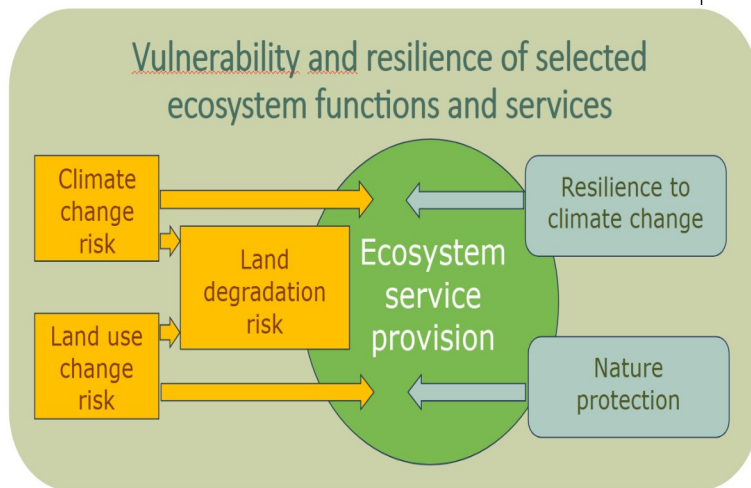 Vulnerability and resilience of selected
ecosystem functions and services
Climate
change
risk
Land
degradation
risk
Land use
change
risk
Ecosystem
service
provision
Resilience to
climate change
Nature
protection